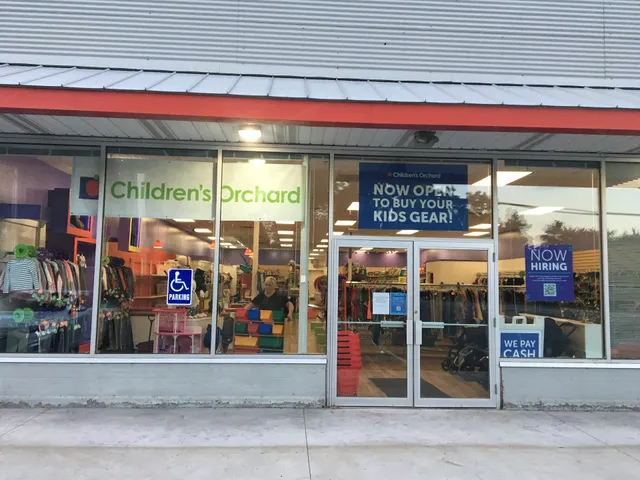 Children's Orchard
Children's Orchard
NOW OPEN
TO BUY YOUR
KIDS GEAR!
NOW
HIRING
PARKING
WE PAY
CASH